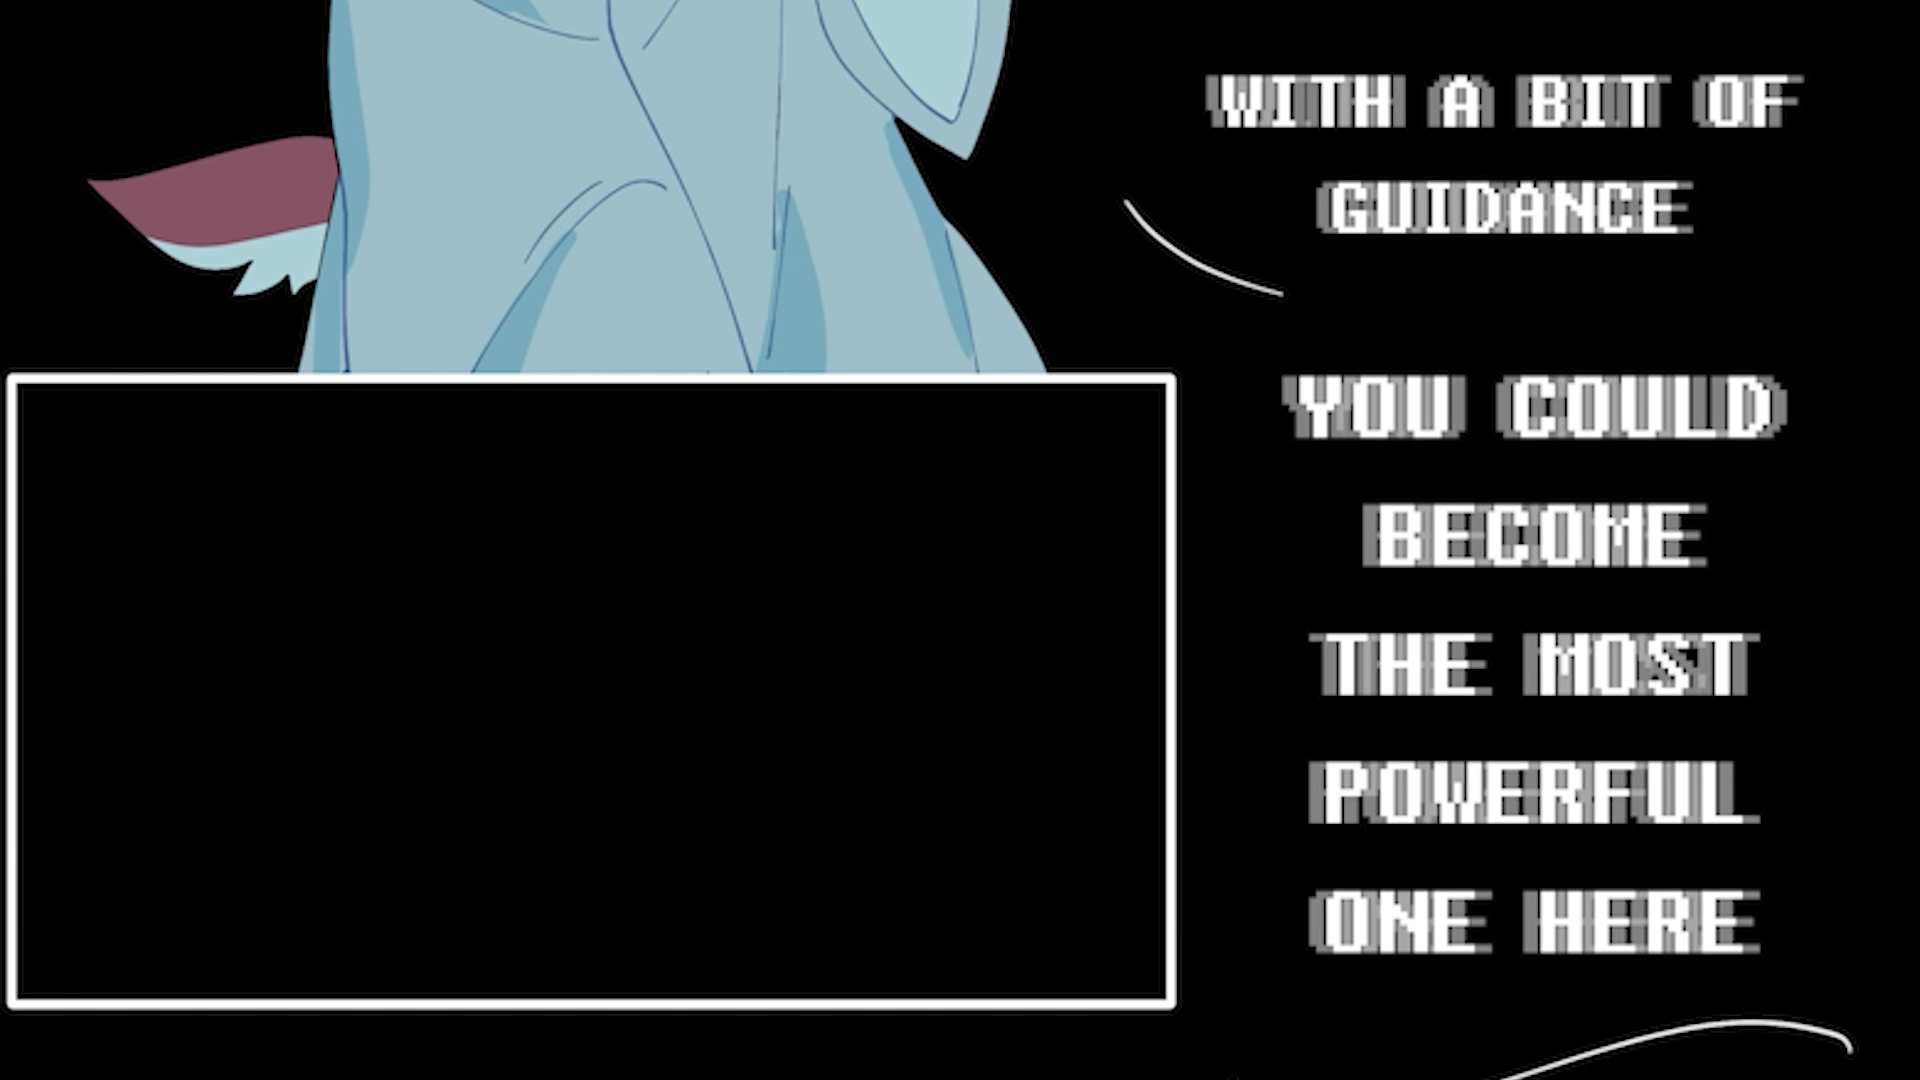 WITH A BIT OF
GUIDANCE
YOU COULD
BECOME
THE MOST
POWERFUL
ONE HERE